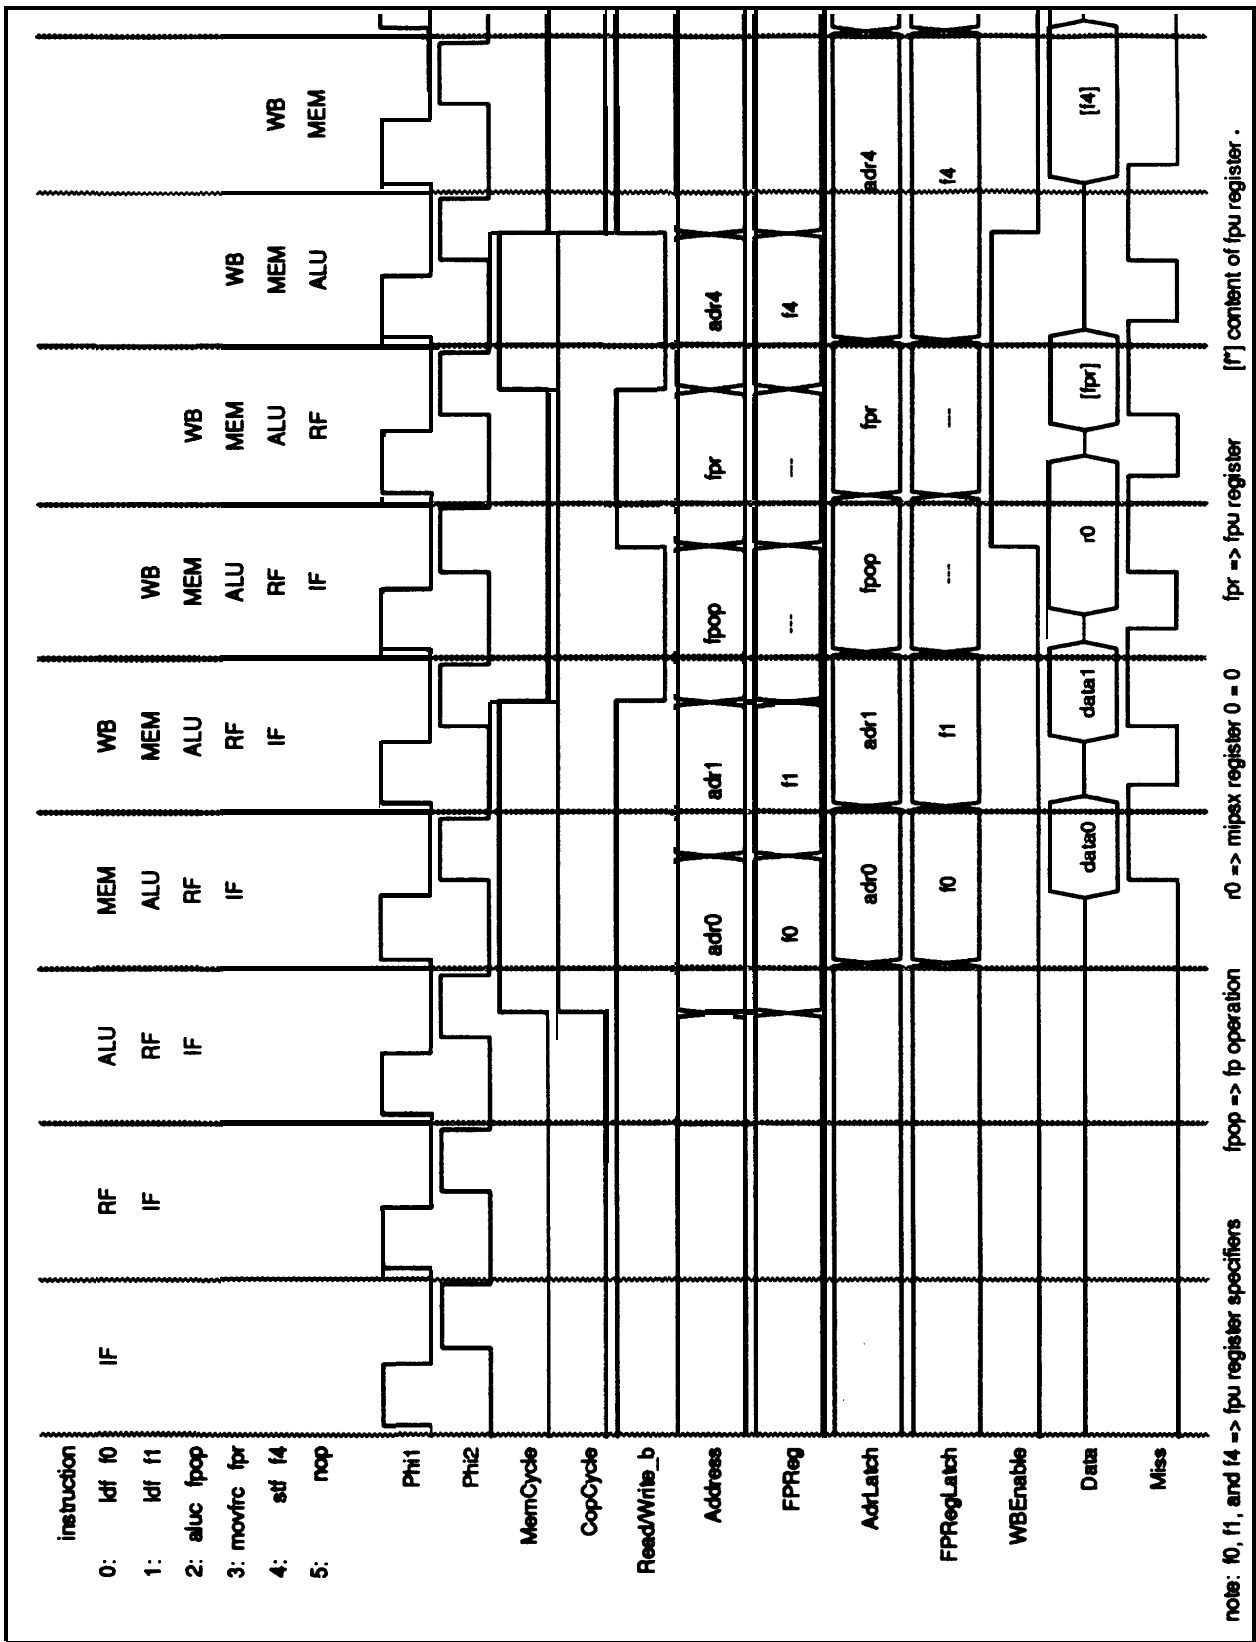 instruction
0: ldf f0 IF RF ALU MEM WB
1: ldf f1 IF RF ALU MEM WB
2: aluc fpop IF RF ALU MEM WB
3: movfrc fpr IF RF ALU MEM WB
4: stf f4 IF RF ALU MEM WB
5: nop IF RF ALU MEM
Phi1
Phi2
MemCycle
CopCycle
Read/Write_b
Address adr0 adr1 fpop fpr adr4
FPReg f0 f1 --- --- f4
AdrLatch adr0 adr1 fpop fpr adr4
FPRegLatch f0 f1 --- --- f4
WBEnable
Data data0 data1 r0 [fpr] [f4]
Miss
note: f0, f1, and f4 => fpu register specifiers fpop => fp operation r0 => mipsx register 0 = 0 fpr => fpu register [f*] content of fpu register .